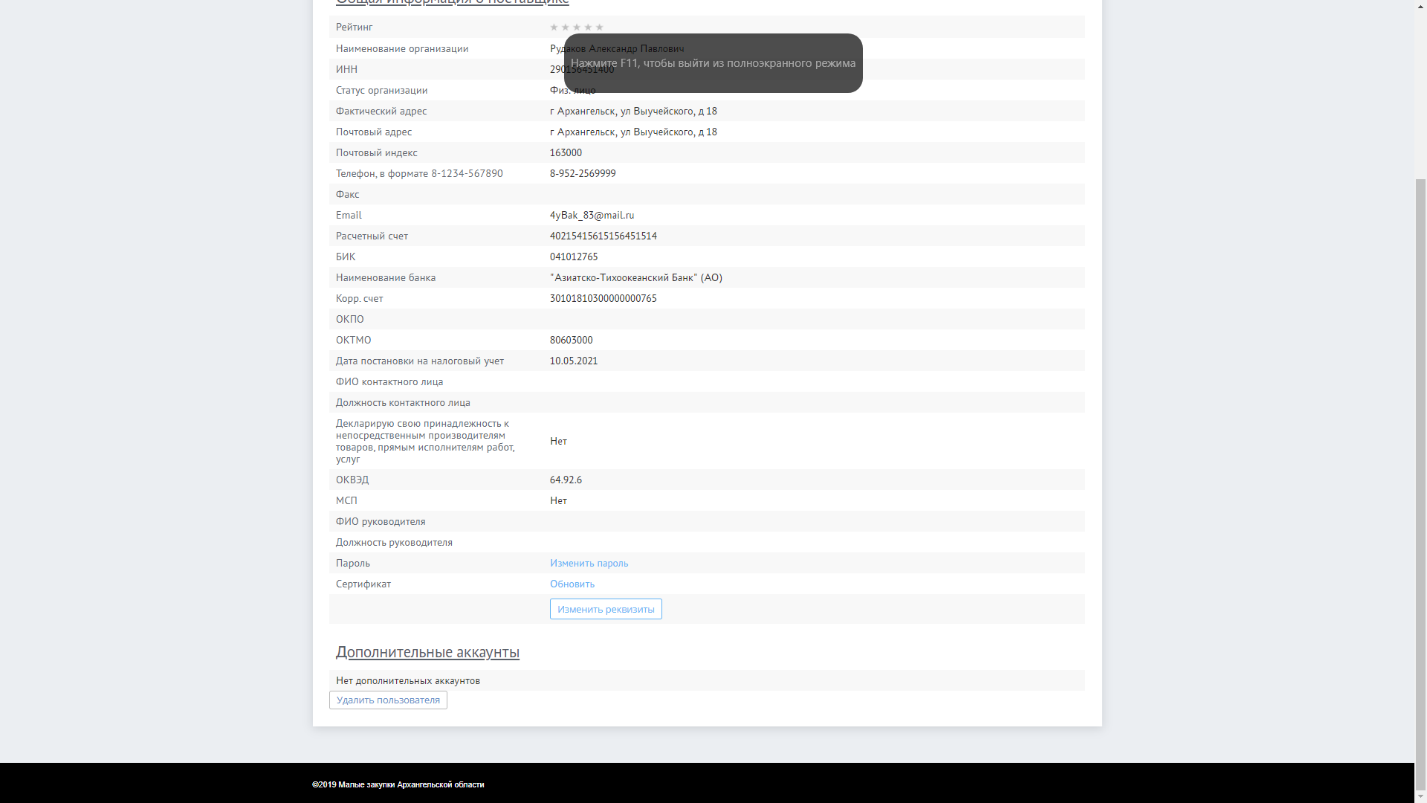 Общая информация о поставщике
Рейтинг
Наименование организации Рудаков Александр Павлович
Нажмите F11, чтобы выйти из полноэкранного режима
ИНН 290136451400
Статус организации Физ. лицо
Фактический адрес г Архангельск, ул Выучейского, д 18
Почтовый адрес г Архангельск, ул Выучейского, д 18
Почтовый индекс 163000
Телефон, в формате 8-1234-567890 8-952-2569999
Факс
Email 4yBak_83@mail.ru
Расчетный счет 40215415615156451514
БИК 041012765
Наименование банка "Азиатско-Тихоокеанский Банк" (АО)
Корр. счет 30101810300000000765
ОКПО
ОКТМО 80603000
Дата постановки на налоговый учет 10.05.2021
ФИО контактного лица
Должность контактного лица
Декларирую свою принадлежность к
непосредственным производителям
товаров, прямым исполнителям работ,
услуг
Нет
ОКВЭД 64.92.6
МСП Нет
ФИО руководителя
Должность руководителя
Пароль Изменить пароль
Сертификат Обновить
Изменить реквизиты
Дополнительные аккаунты
Нет дополнительных аккаунтов
Удалить пользователя
©2019 Малые закупки Архангельской области